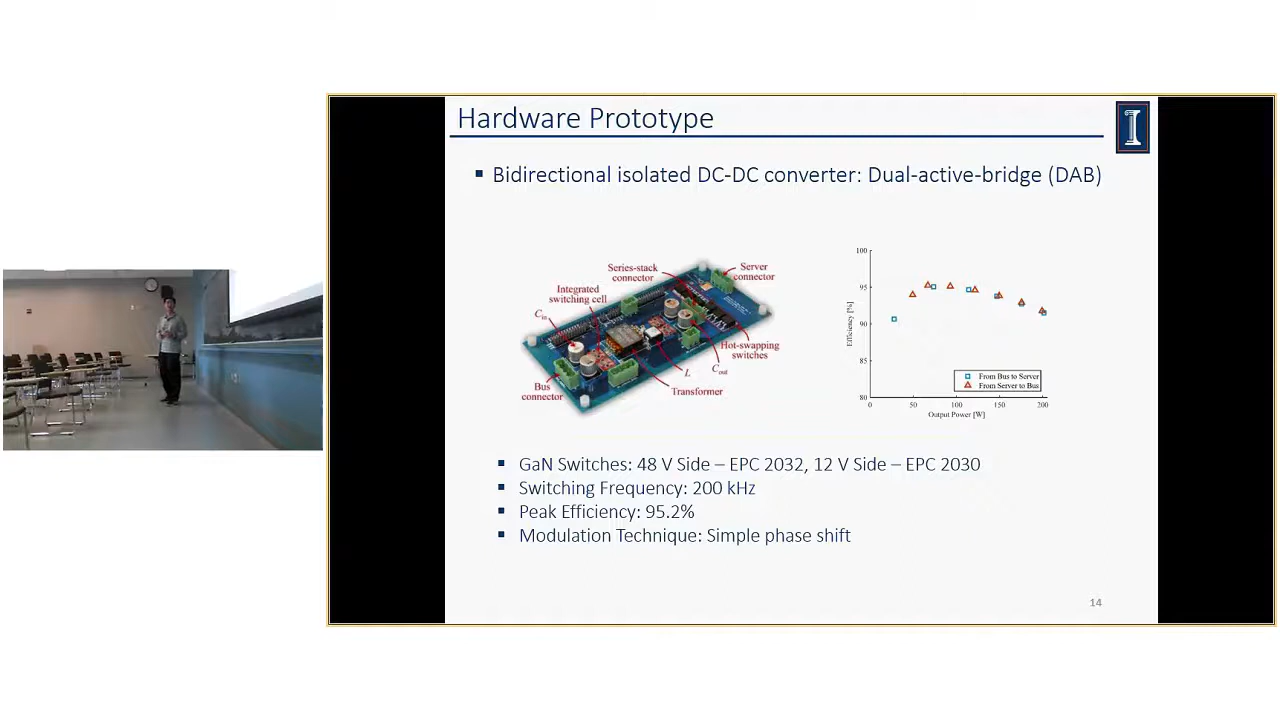 Hardware Prototype
▪ Bidirectional isolated DC-DC converter: Dual-active-bridge (DAB)
Series-stack
connector
Server
connector
Integrated
switching cell
Cin
Hot-swapping
switches
Cout
L
Transformer
Bus
connector
100
95
90
85
80
Efficiency [%]
0 50 100 150 200
Output Power [W]
From Bus to Server
From Server to Bus
▪ GaN Switches: 48 V Side – EPC 2032, 12 V Side – EPC 2030
▪ Switching Frequency: 200 kHz
▪ Peak Efficiency: 95.2%
▪ Modulation Technique: Simple phase shift
14